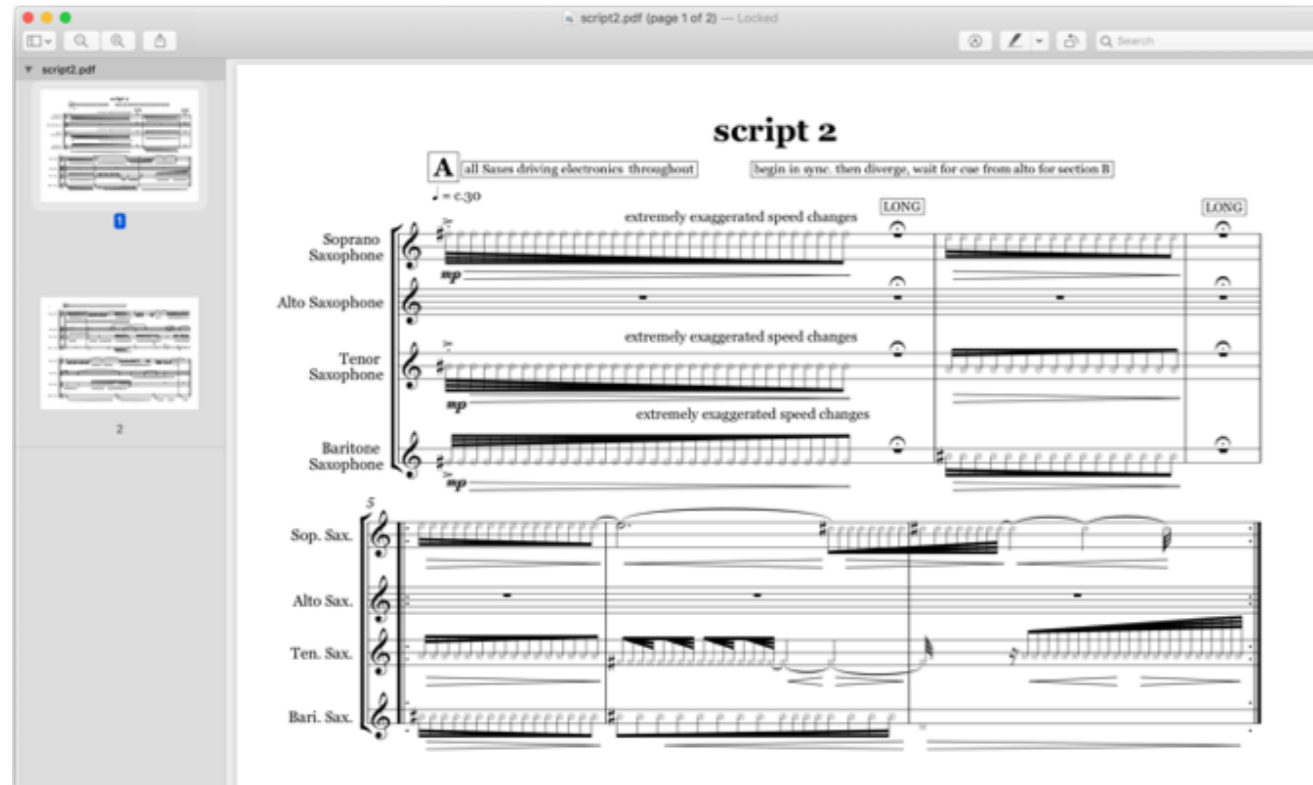 script2.pdf (page 1 of 2) — Locked
Search
script2.pdf
1
2
script 2
A all Saxes driving electronics throughout
begin in sync. then diverge, wait for cue from alto for section B
♩ = c.30
LONG
LONG
extremely exaggerated speed changes
Soprano
Saxophone
mp
Alto Saxophone
extremely exaggerated speed changes
Tenor
Saxophone
mp
extremely exaggerated speed changes
Baritone
Saxophone
mp
5
Sop. Sax.
Alto Sax.
Ten. Sax.
Bari. Sax.